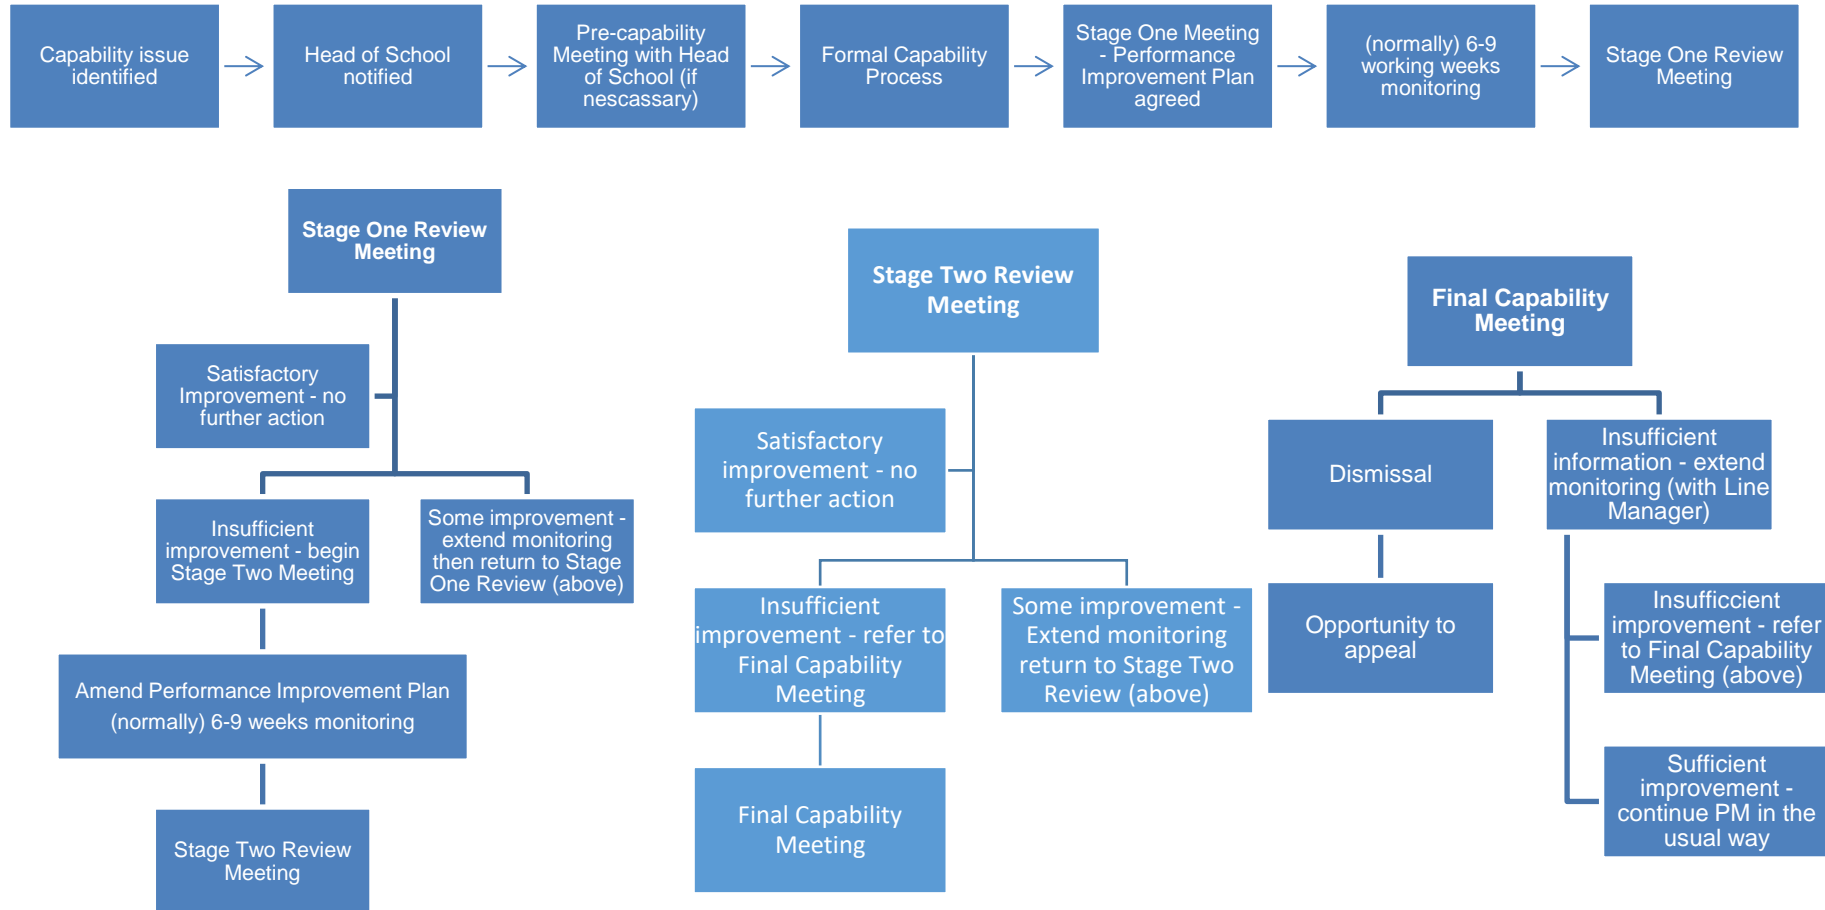 Capability issue
identified
Head of School
notified
Pre-capability
Meeting with Head
of School (if
nescassary)
Formal Capability
Process
Stage One Meeting
- Performance
Improvement Plan
agreed
(normally) 6-9
working weeks
monitoring
Stage One Review
Meeting
Stage One Review
Meeting
Satisfactory
Improvement - no
further action
Insufficient
improvement - begin
Stage Two Meeting
Some improvement -
extend monitoring
then return to Stage
One Review (above)
Amend Performance Improvement Plan
(normally) 6-9 weeks monitoring
Stage Two Review
Meeting
Stage Two Review
Meeting
Satisfactory
improvement - no
further action
Insufficient
improvement - refer to
Final Capability
Meeting
Some improvement -
Extend monitoring
return to Stage Two
Review (above)
Final Capability
Meeting
Final Capability
Meeting
Dismissal
Opportunity to
appeal
Insufficient
information - extend
monitoring (with Line
Manager)
Insufficcient
improvement - refer
to Final Capability
Meeting (above)
Sufficient
improvement -
continue PM in the
usual way